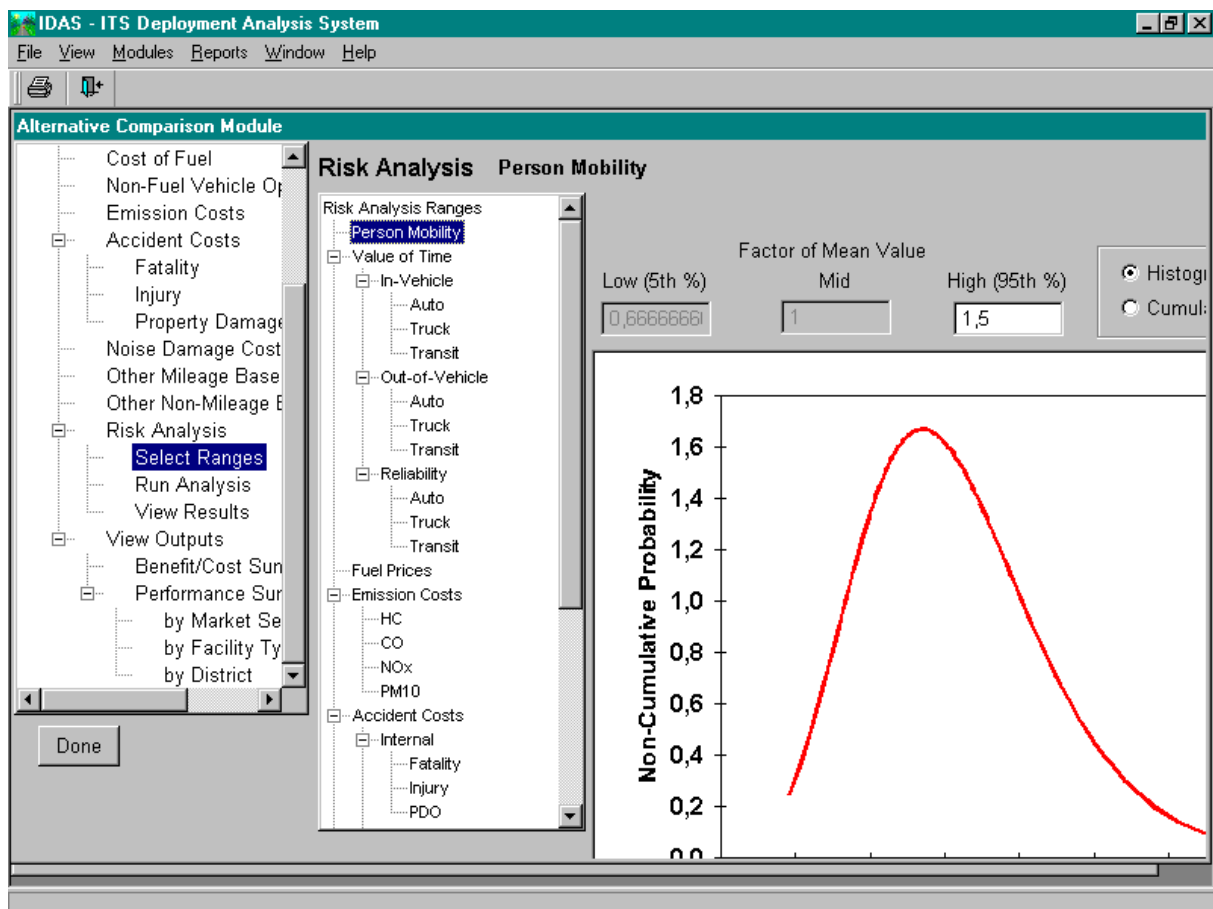 IDAS - ITS Deployment Analysis System
File View Modules Reports Window Help
Alternative Comparison Module
Cost of Fuel
Non-Fuel Vehicle Op
Emission Costs
Accident Costs
Fatality
Injury
Property Damage
Noise Damage Cost
Other Mileage Base
Other Non-Mileage
Risk Analysis
Select Ranges
Run Analysis
View Results
View Outputs
Benefit/Cost Sun
Performance Sur
by Market Se
by Facility Ty
by District
Done
Risk Analysis Person Mobility
Risk Analysis Ranges
Person Mobility
Value of Time
In-Vehicle
Auto
Truck
Transit
Out-of-Vehicle
Auto
Truck
Transit
Reliability
Auto
Truck
Transit
Fuel Prices
Emission Costs
HC
CO
NOx
PM10
Accident Costs
Internal
Fatality
Injury
PDO
Factor of Mean Value
Low (5th %) Mid High (95th %)
0,6666666 1 1,5
Histog
Cumul
1,8
1,6
1,4
1,2
1,0
0,8
0,6
0,4
0,2
0,0
Non-Cumulative Probability